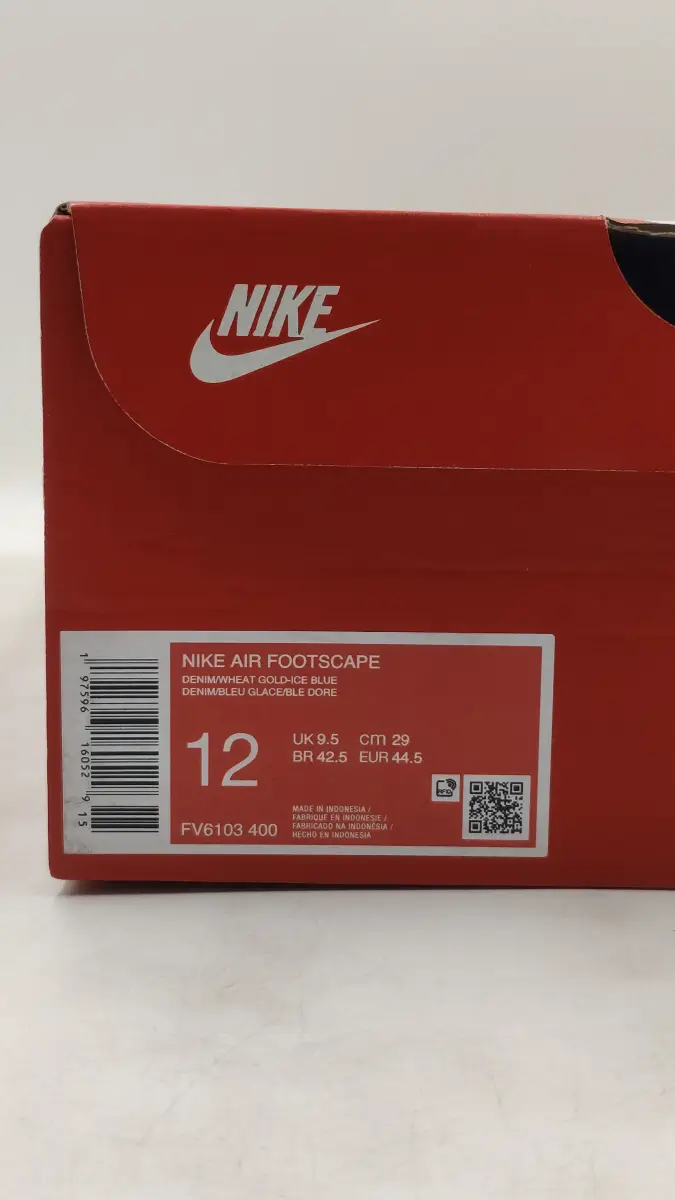 NIKE
NIKE AIR FOOTSCAPE
DENIM/WHEAT GOLD-ICE BLUE
DENIM/BLEU GLACE/BLE DORE
12
UK 9.5 cm 29
BR 42.5 EUR 44.5
FV6103 400
MADE IN INDONESIA /
FABRIQUE EN INDONESIE /
FABRICADO NA INDONÉSIA /
HECHO EN INDONESIA
RFID
1 97596 16052 9 15